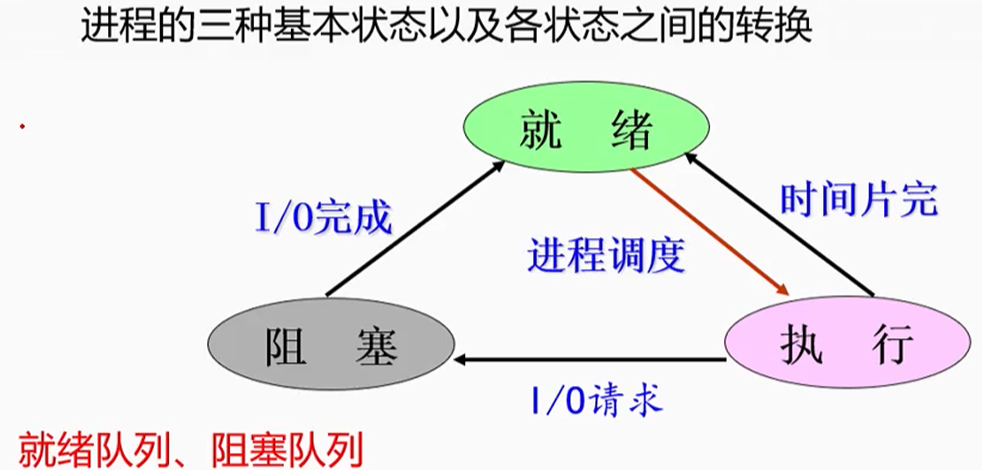 进程的三种基本状态以及各状态之间的转换
就 绪
I/O完成
时间片完
进程调度
阻 塞
执 行
I/O请求
就绪队列、阻塞队列